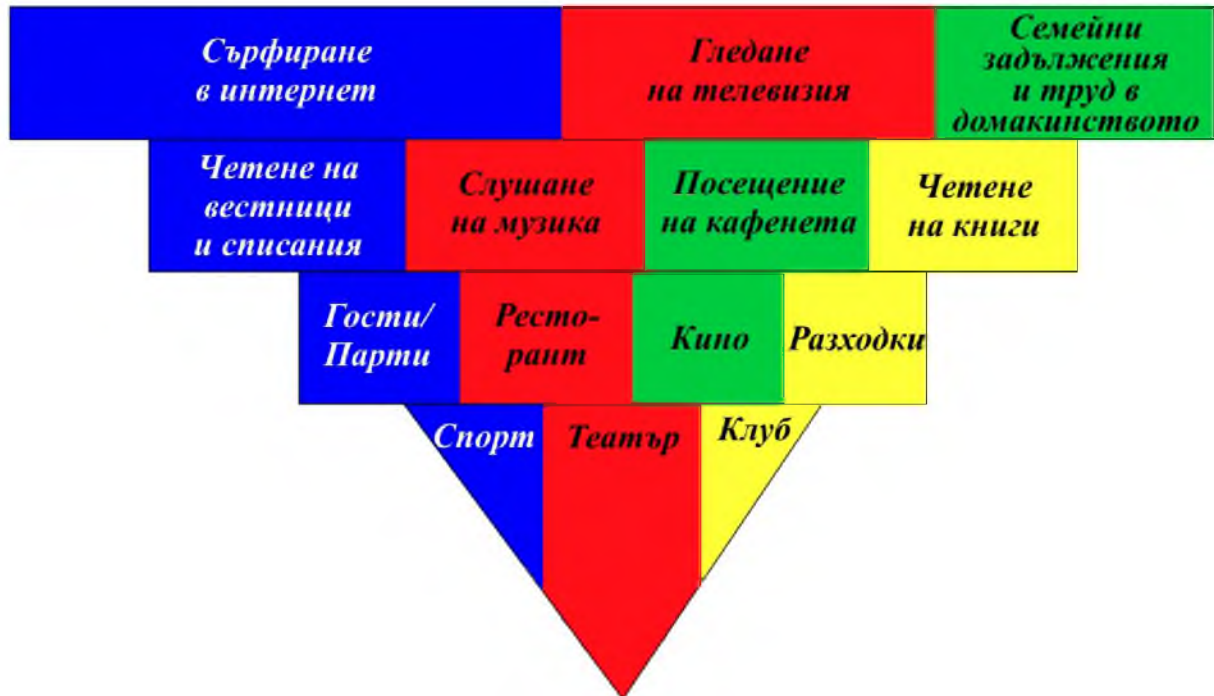 Сърфиране
в интернет
Гледане
на телевизия
Семейни
задължения
и труд в
домакинството
Четене на
вестници
и списания
Слушане
на музика
Посещение
на кафенета
Четене
на книги
Гости/
Парти
Ресто-
рант
Кино
Разходки
Спорт
Театър
Клуб